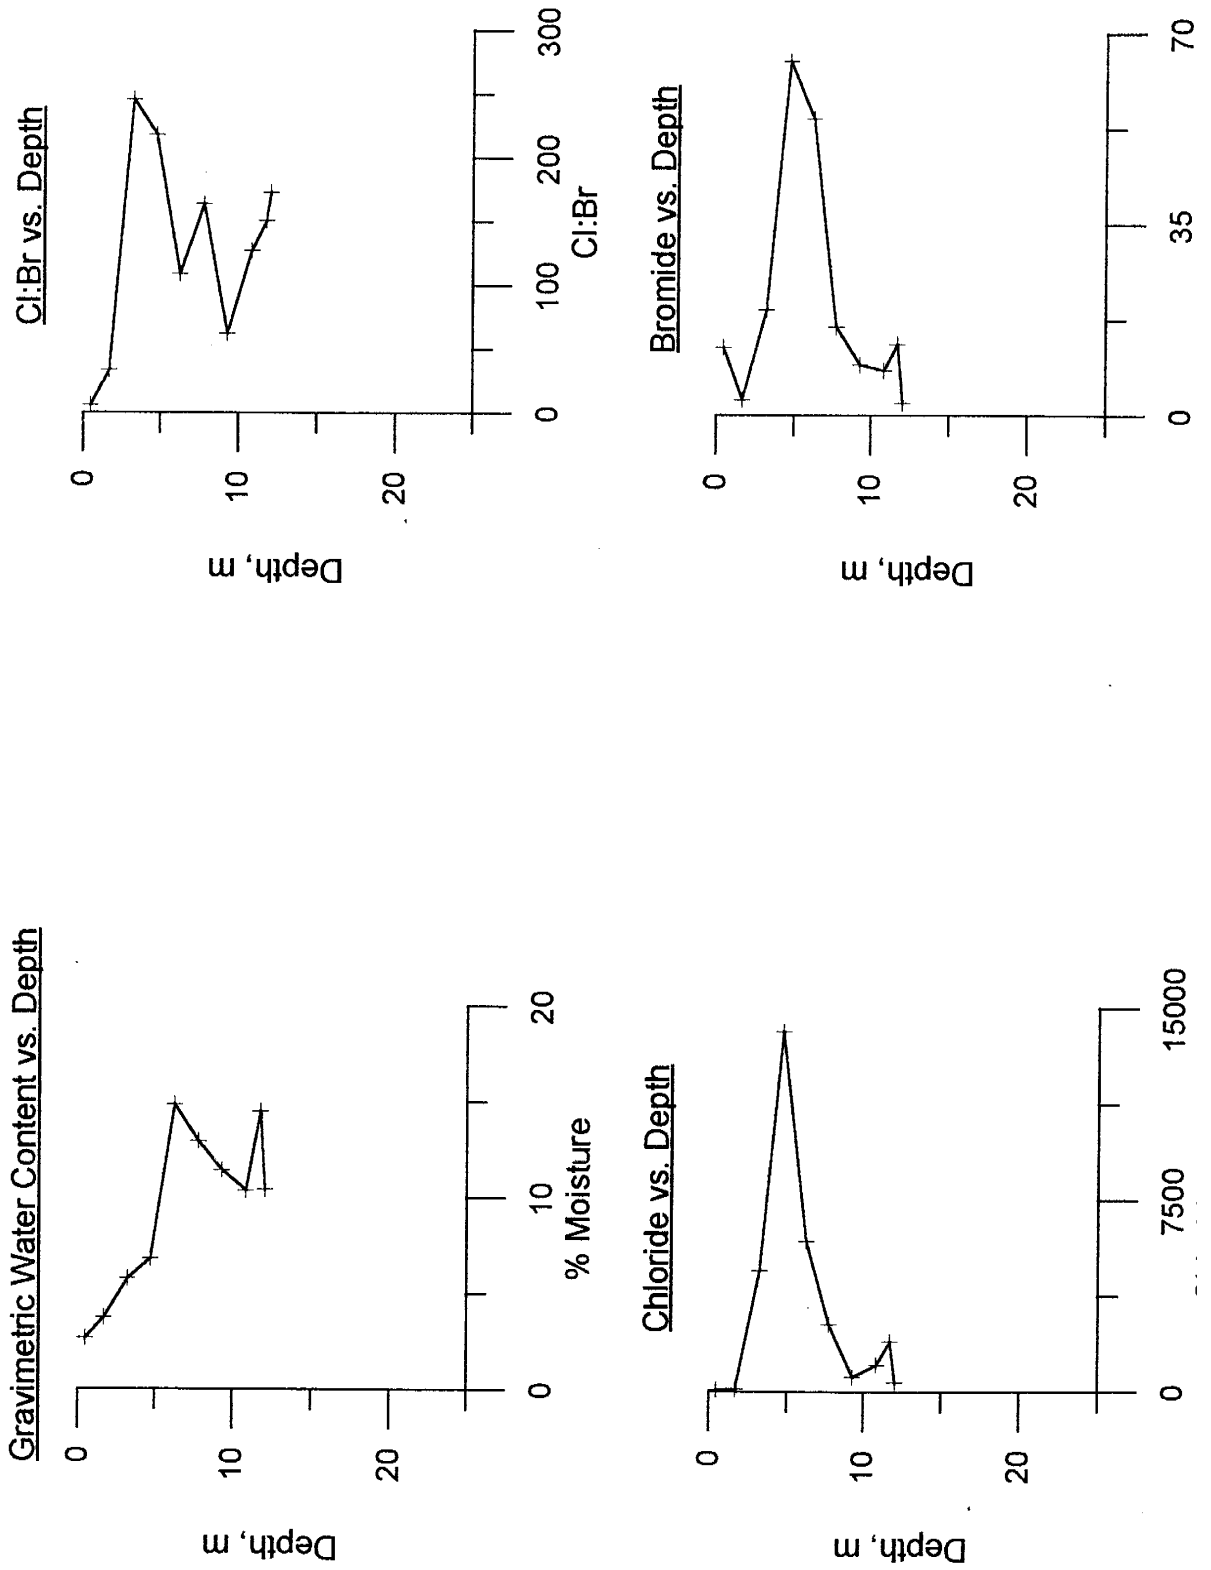 Gravimetric Water Content vs. Depth
0
10
20
Depth, m
0 10 20
% Moisture
Cl:Br vs. Depth
0
10
20
Depth, m
0 100 200 300
Cl:Br
Chloride vs. Depth
0
10
20
Depth, m
0 7500 15000
Bromide vs. Depth
0
10
20
Depth, m
0 35 70